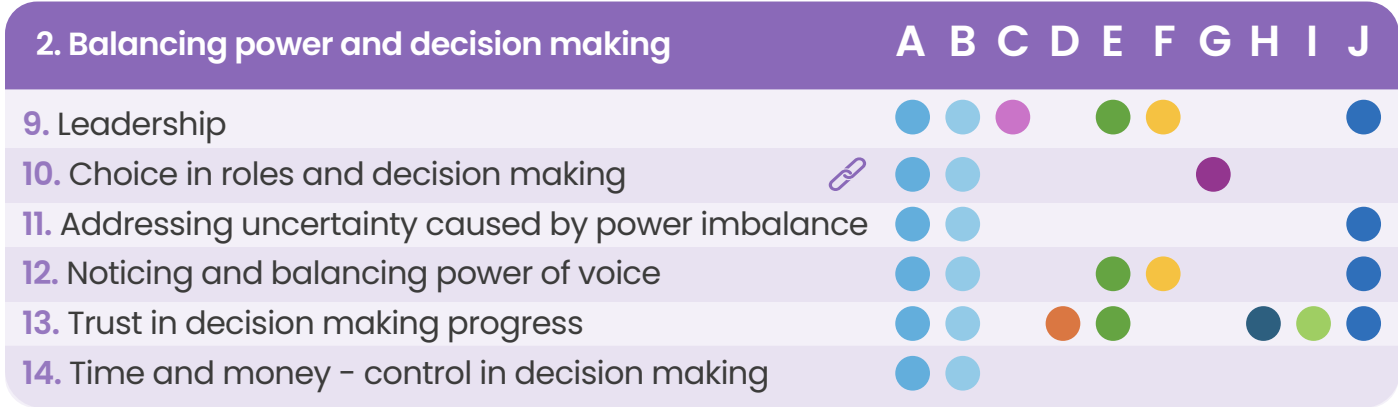 2. Balancing power and decision making A B C D E F G H I J
9. Leadership
10. Choice in roles and decision making
11. Addressing uncertainty caused by power imbalance
12. Noticing and balancing power of voice
13. Trust in decision making progress
14. Time and money - control in decision making